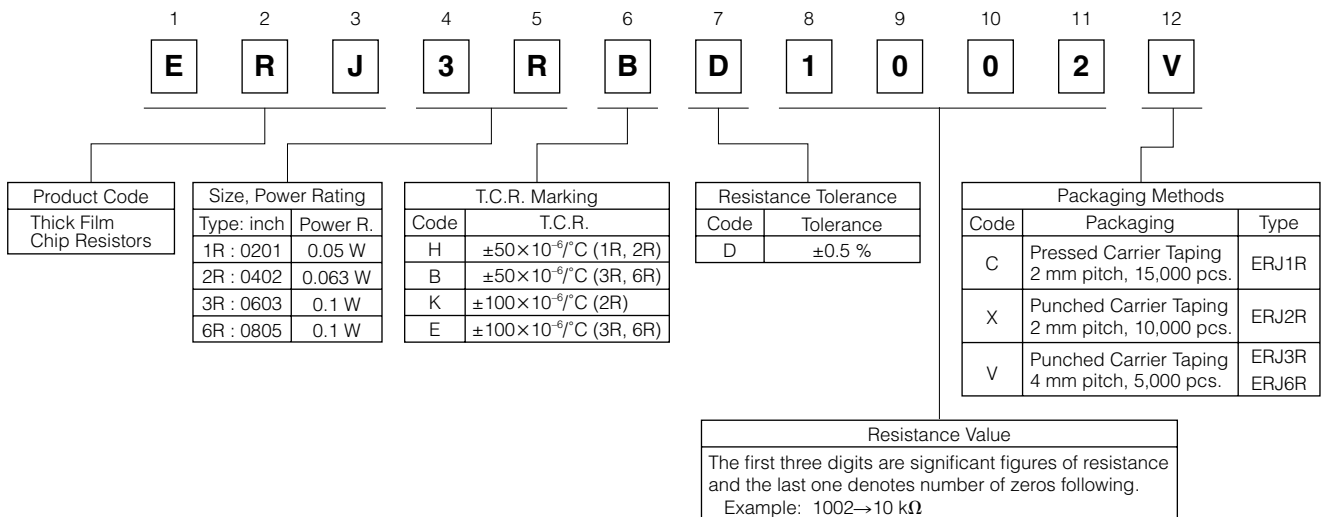 1 2 3 4 5 6 7 8 9 10 11 12
E R J 3 R B D 1 0 0 2 V
Product Code
Thick Film
Chip Resistors
Size, Power Rating
Type: inch Power R.
1R : 0201 0.05 W
2R : 0402 0.063 W
3R : 0603 0.1 W
6R : 0805 0.1 W
T.C.R. Marking
Code T.C.R.
H ±50×10⁻⁶/°C (1R, 2R)
B ±50×10⁻⁶/°C (3R, 6R)
K ±100×10⁻⁶/°C (2R)
E ±100×10⁻⁶/°C (3R, 6R)
Resistance Tolerance
Code Tolerance
D ±0.5 %
Packaging Methods
Code Packaging Type
C Pressed Carrier Taping
2 mm pitch, 15,000 pcs. ERJ1R
X Punched Carrier Taping
2 mm pitch, 10,000 pcs. ERJ2R
V Punched Carrier Taping ERJ3R
4 mm pitch, 5,000 pcs. ERJ6R
Resistance Value
The first three digits are significant figures of resistance
and the last one denotes number of zeros following.
Example: 1002→10 kΩ